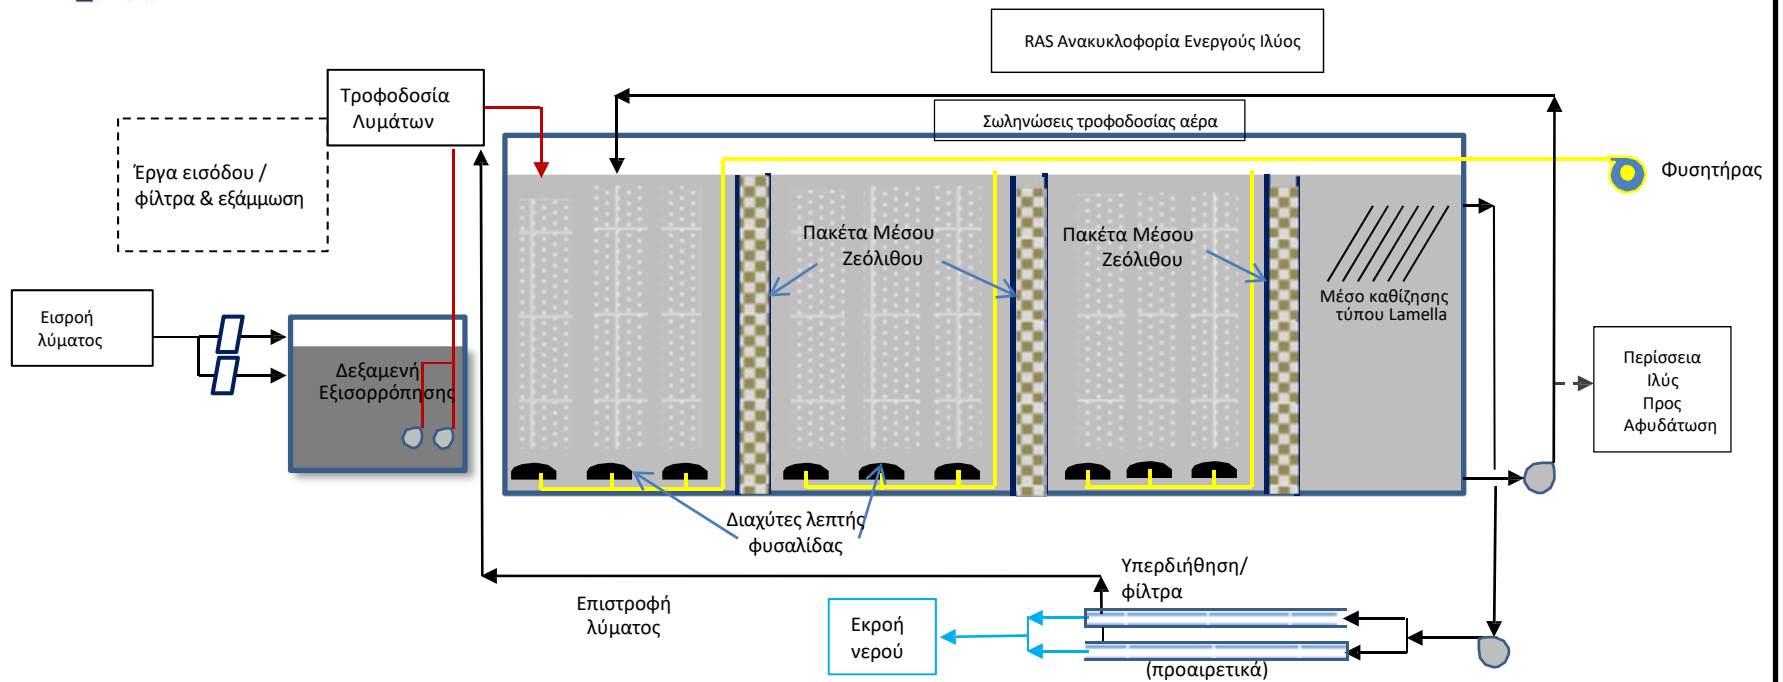 RAS Ανακυκλοφορία Ενεργούς Ιλύος
Τροφοδοσία
Λυμάτων
Σωληνώσεις τροφοδοσίας αέρα
Έργα εισόδου /
φίλτρα & εξάμμωση
Φυσητήρας
Πακέτα Μέσου
Ζεόλιθου
Πακέτα Μέσου
Ζεόλιθου
Μέσο καθίζησης
τύπου Lamella
Εισροή
λύματος
Δεξαμενή
Εξισορρόπησης
Περίσσεια
Ιλύς
Προς
Αφυδάτωση
Διαχύτες λεπτής
φυσαλίδας
Υπερδιήθηση/
φίλτρα
Επιστροφή
λύματος
Εκροή
νερού
(προαιρετικά)